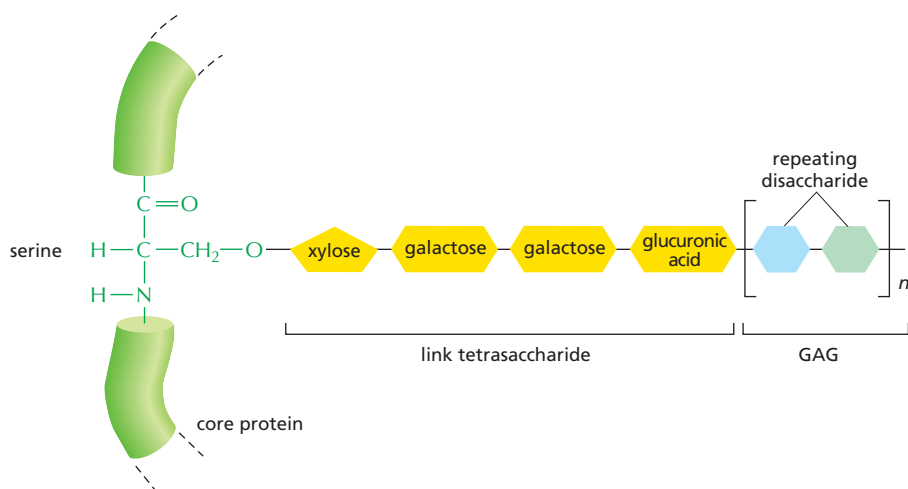 repeating
disaccharide
C=O
serine
H—C—CH₂—O
xylose
galactose
galactose
glucuronic
acid
n
H—N
link tetrasaccharide
GAG
core protein